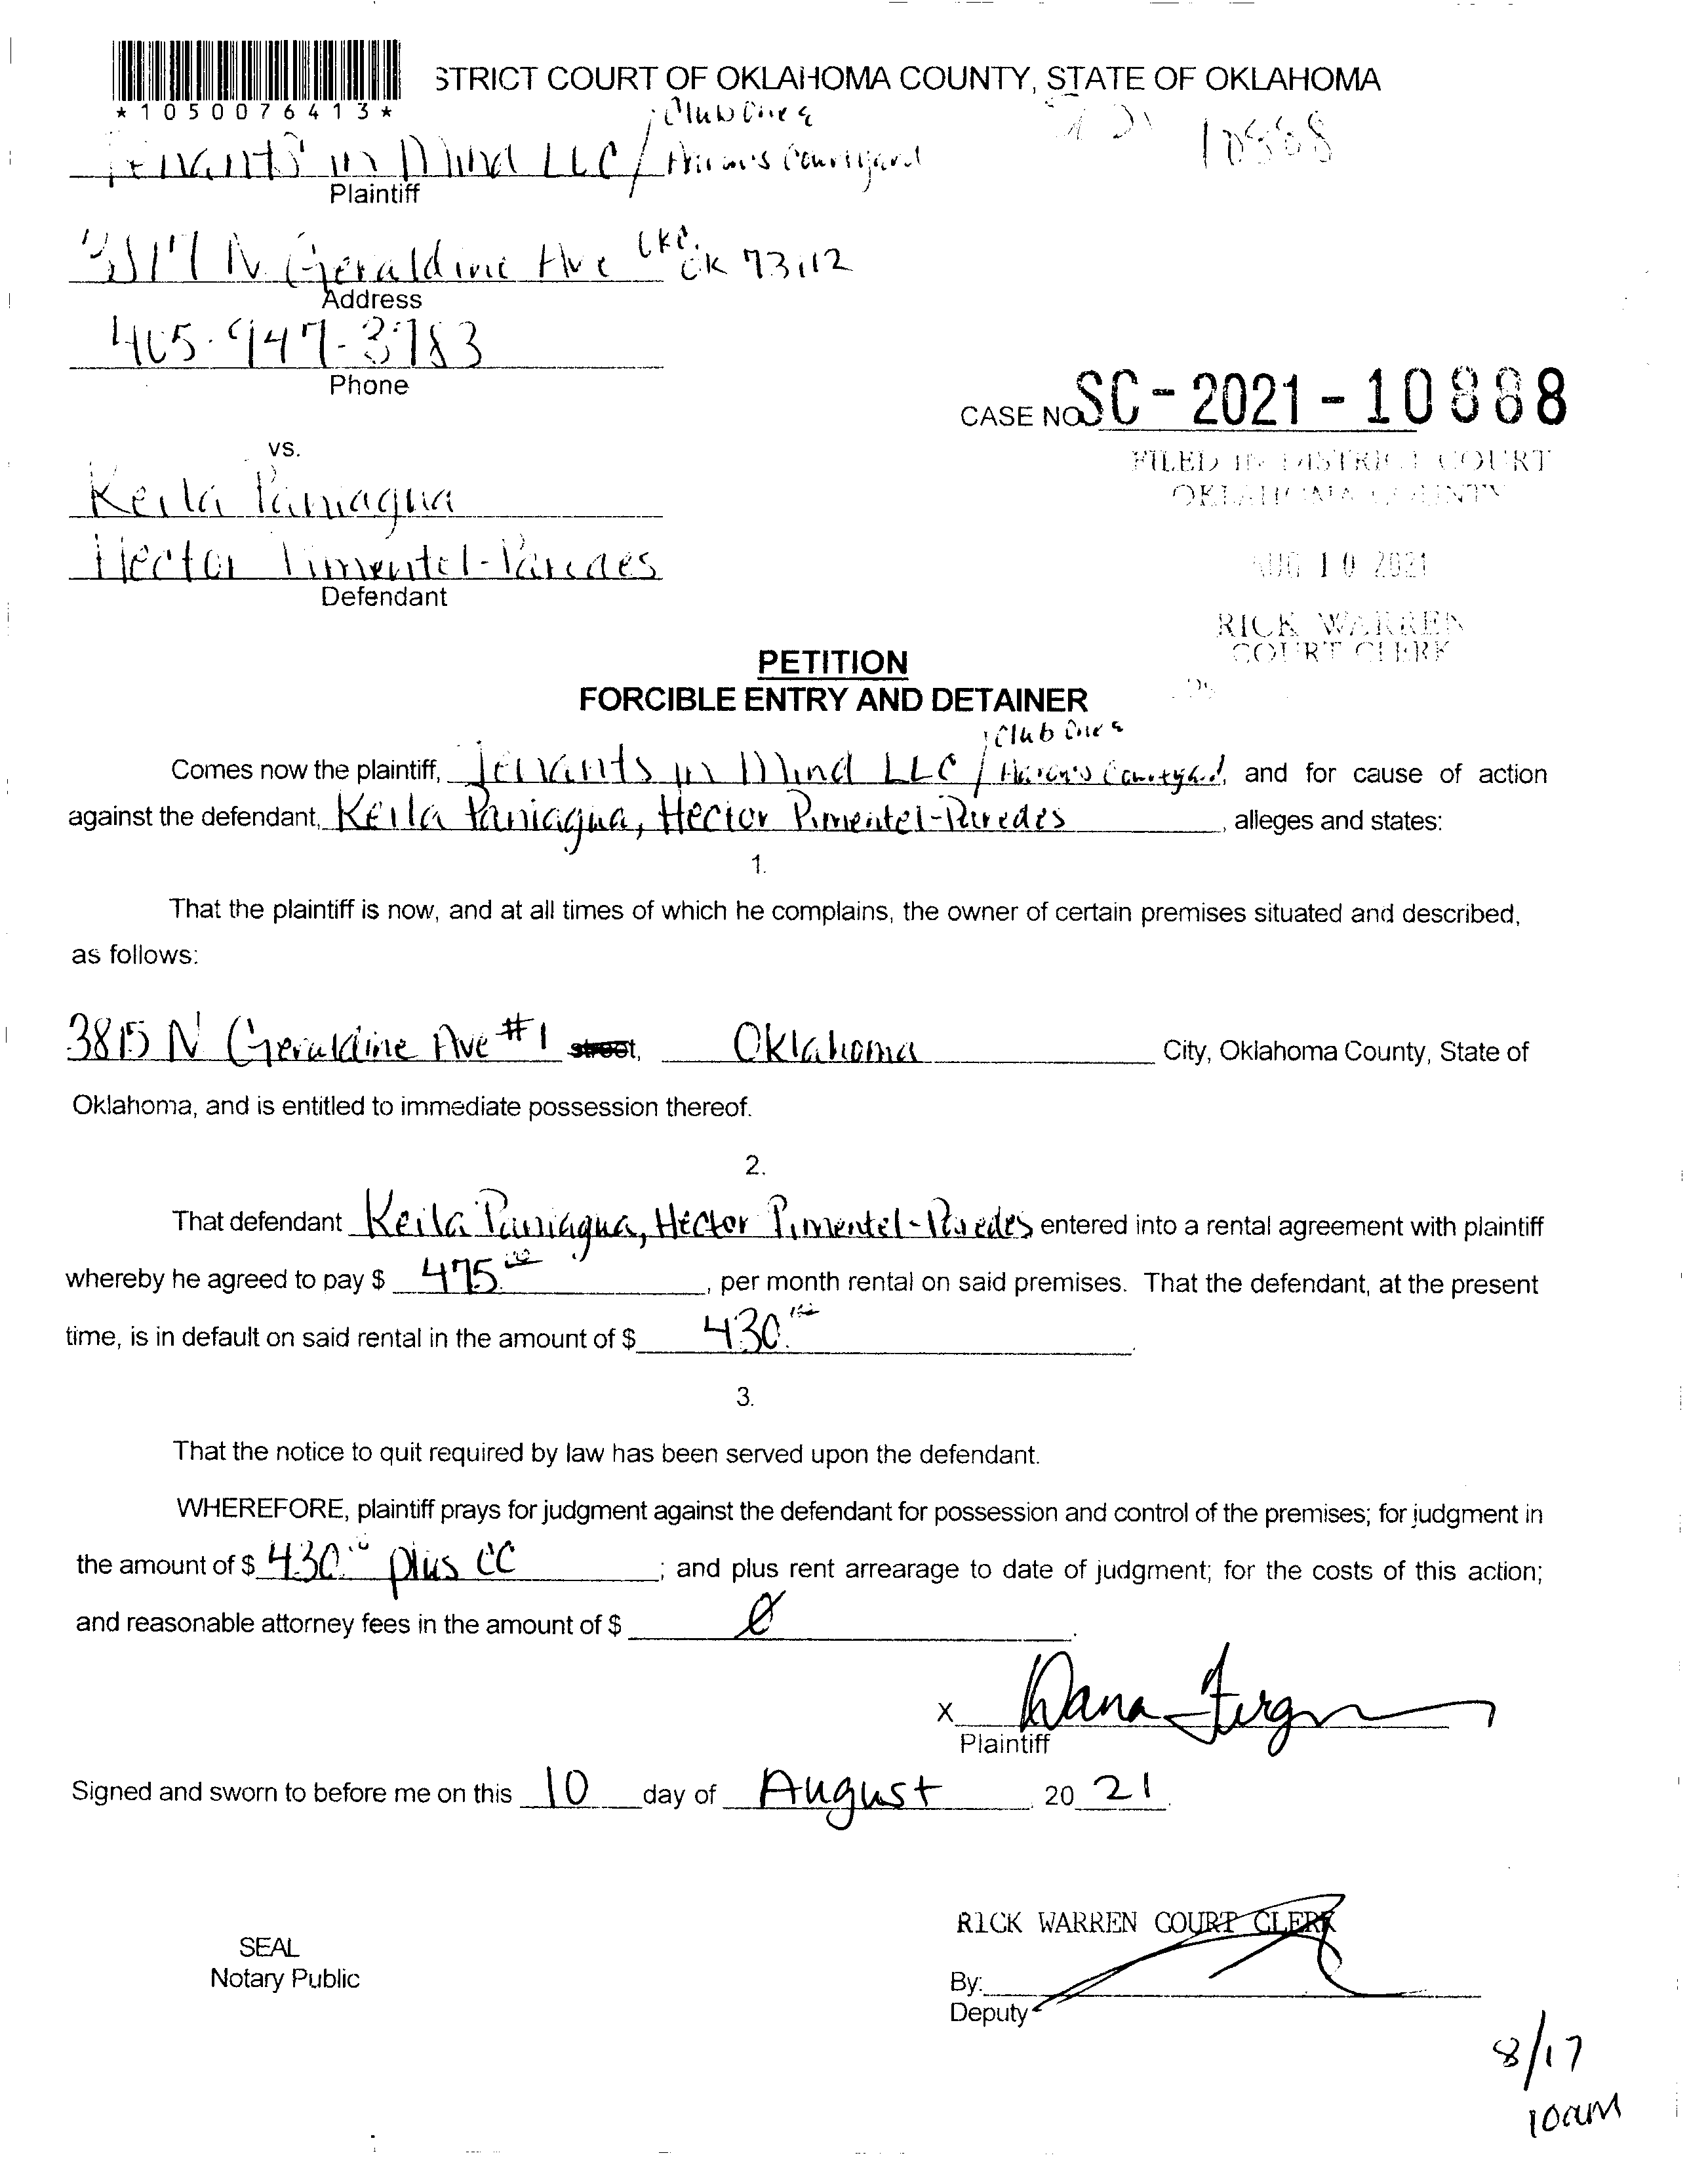 STRICT COURT OF OKLAHOMA COUNTY, STATE OF OKLAHOMA
*1050076413*
Club One &
10888
Tenants in Mind LLC / Courtyard
Plaintiff
N Geraldine Ave OKC, OK 73112
Address
405-947-3783
Phone
CASE NO SC-2021-10888
vs.
FILED IN DISTRICT COURT
OKLAHOMA COUNTY
Keila Paniagua
Hector Pimentel-Paredes
AUG 10 2021
Defendant
RICK WARREN
COURT CLERK
PETITION
FORCIBLE ENTRY AND DETAINER
Club One &
Comes now the plaintiff, Tenants in Mind LLC / Courtyard, and for cause of action
against the defendant, Keila Paniagua, Hector Pimentel-Paredes, alleges and states:
1.
That the plaintiff is now, and at all times of which he complains, the owner of certain premises situated and described,
as follows:
3815 N Geraldine Ave #1 street, Oklahoma City, Oklahoma County, State of
Oklahoma, and is entitled to immediate possession thereof.
2.
That defendant Keila Paniagua, Hector Pimentel-Paredes entered into a rental agreement with plaintiff
whereby he agreed to pay $ 475.00, per month rental on said premises. That the defendant, at the present
time, is in default on said rental in the amount of $ 430.00.
3.
That the notice to quit required by law has been served upon the defendant.
WHEREFORE, plaintiff prays for judgment against the defendant for possession and control of the premises; for judgment in
the amount of $ 430.00 plus CC; and plus rent arrearage to date of judgment; for the costs of this action;
and reasonable attorney fees in the amount of $ 0.
X Dana
Plaintiff
Signed and sworn to before me on this 10 day of August, 20 21.
RICK WARREN COURT CLERK
SEAL
Notary Public
By:
Deputy
8/17
10am